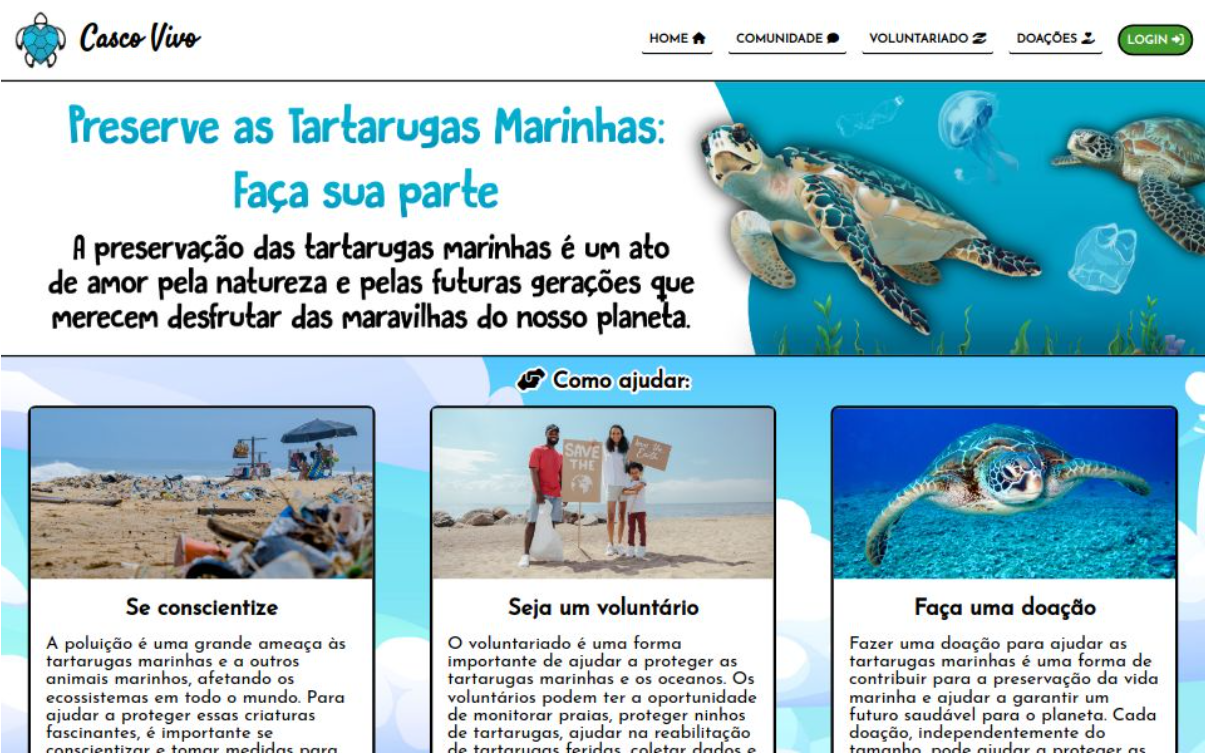 Casco Vivo
HOME
COMUNIDADE
VOLUNTARIADO
DOAÇÕES
LOGIN
Preserve as Tartarugas Marinhas:
Faça sua parte
A preservação das tartarugas marinhas é um ato
de amor pela natureza e pelas futuras gerações que
merecem desfrutar das maravilhas do nosso planeta.
Como ajudar:
SAVE
THE
Save the
Earth
Se conscientize
A poluição é uma grande ameaça às
tartarugas marinhas e a outros
animais marinhos, afetando os
ecossistemas em todo o mundo. Para
ajudar a proteger essas criaturas
fascinantes, é importante se
conscientizar e tomar medidas para
Seja um voluntário
O voluntariado é uma forma
importante de ajudar a proteger as
tartarugas marinhas e os oceanos. Os
voluntários podem ter a oportunidade
de monitorar praias, proteger ninhos
de tartarugas, ajudar na reabilitação
de tartarugas feridas, coletar dados e
Faça uma doação
Fazer uma doação para ajudar as
tartarugas marinhas é uma forma de
contribuir para a preservação da vida
marinha e ajudar a garantir um
futuro saudável para o planeta. Cada
doação, independentemente do
tamanho, pode ajudar a proteger as